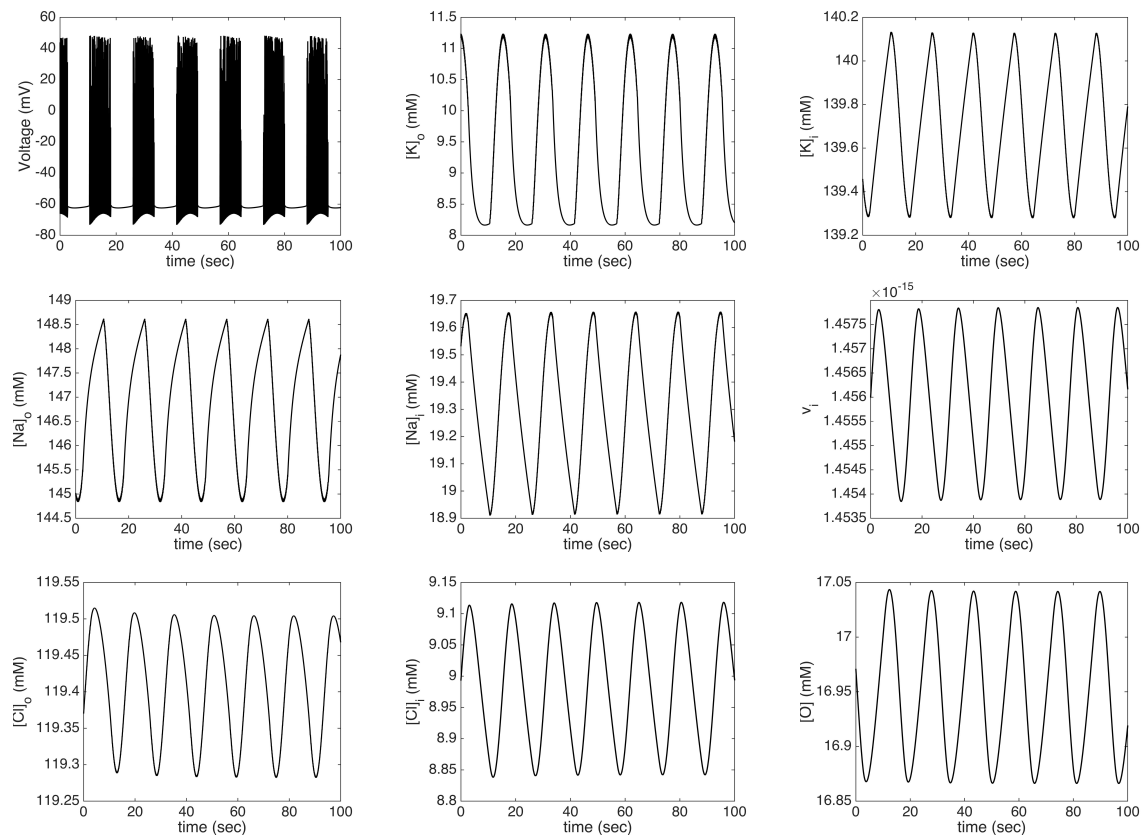 60
40
20
0
-20
-40
-60
-80
Voltage (mV)
0 20 40 60 80 100
time (sec)
11.5
11
10.5
10
9.5
9
8.5
8
[K]o (mM)
0 20 40 60 80 100
time (sec)
140.2
140
139.8
139.6
139.4
139.2
[K]i (mM)
0 20 40 60 80 100
time (sec)
149
148.5
148
147.5
147
146.5
146
145.5
145
144.5
[Na]o (mM)
0 20 40 60 80 100
time (sec)
19.7
19.6
19.5
19.4
19.3
19.2
19.1
19
18.9
[Na]i (mM)
0 20 40 60 80 100
time (sec)
×10-15
1.4575
1.457
1.4565
1.456
1.4555
1.455
1.4545
1.454
1.4535
vi
0 20 40 60 80 100
time (sec)
119.55
119.5
119.45
119.4
119.35
119.3
119.25
[Cl]o (mM)
0 20 40 60 80 100
time (sec)
9.15
9.1
9.05
9
8.95
8.9
8.85
8.8
[Cl]i (mM)
0 20 40 60 80 100
time (sec)
17.05
17
16.95
16.9
16.85
[O] (mM)
0 20 40 60 80 100
time (sec)